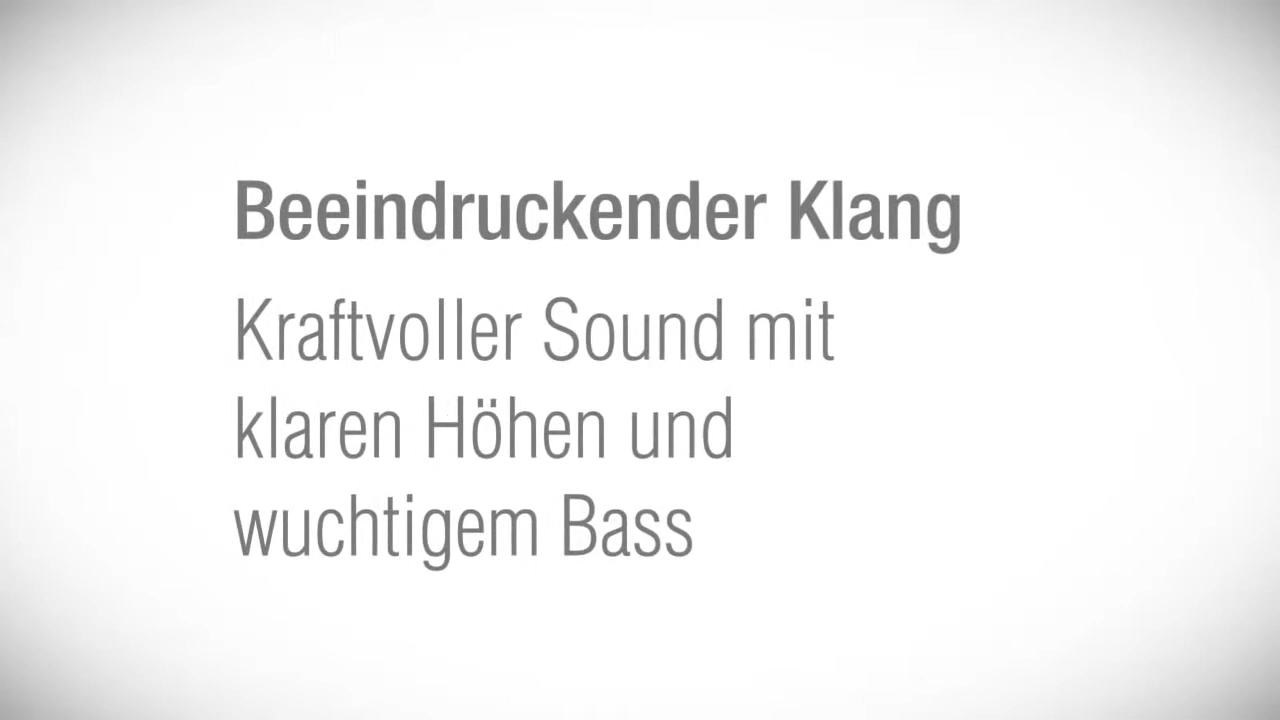 Beeindruckender Klang
Kraftvoller Sound mit
klaren Höhen und
wuchtigem Bass